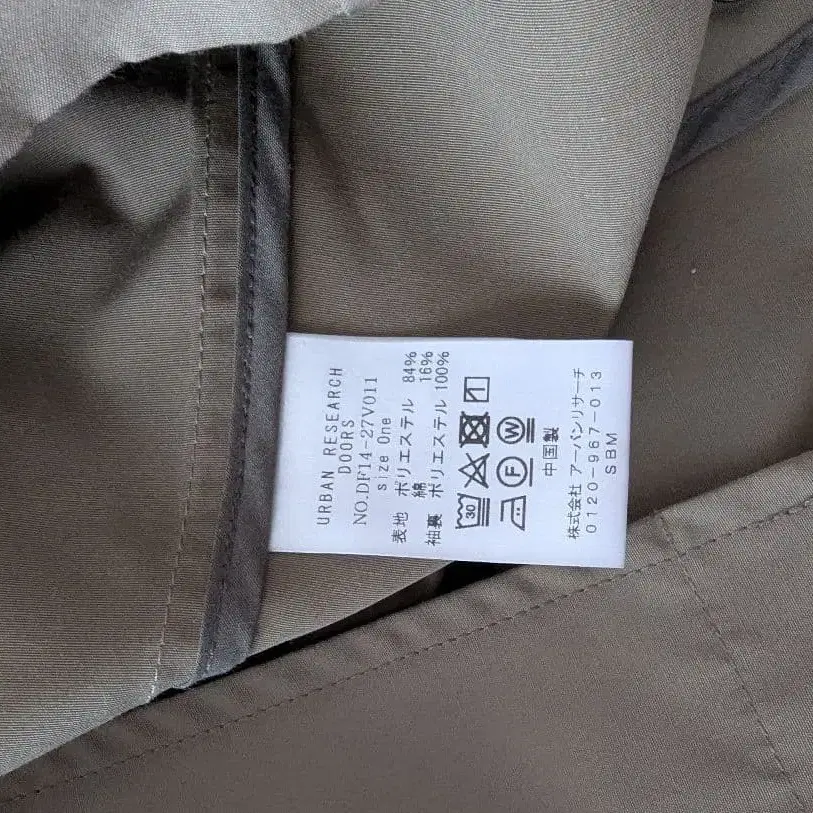 URBAN RESEARCH
DOORS
NO.DF14-27V011
size One
表地 ポリエステル 84%
綿 16%
袖裏 ポリエステル 100%
30
F W
中国製
株式会社 アーバンリサーチ
0120-967-013
SBM